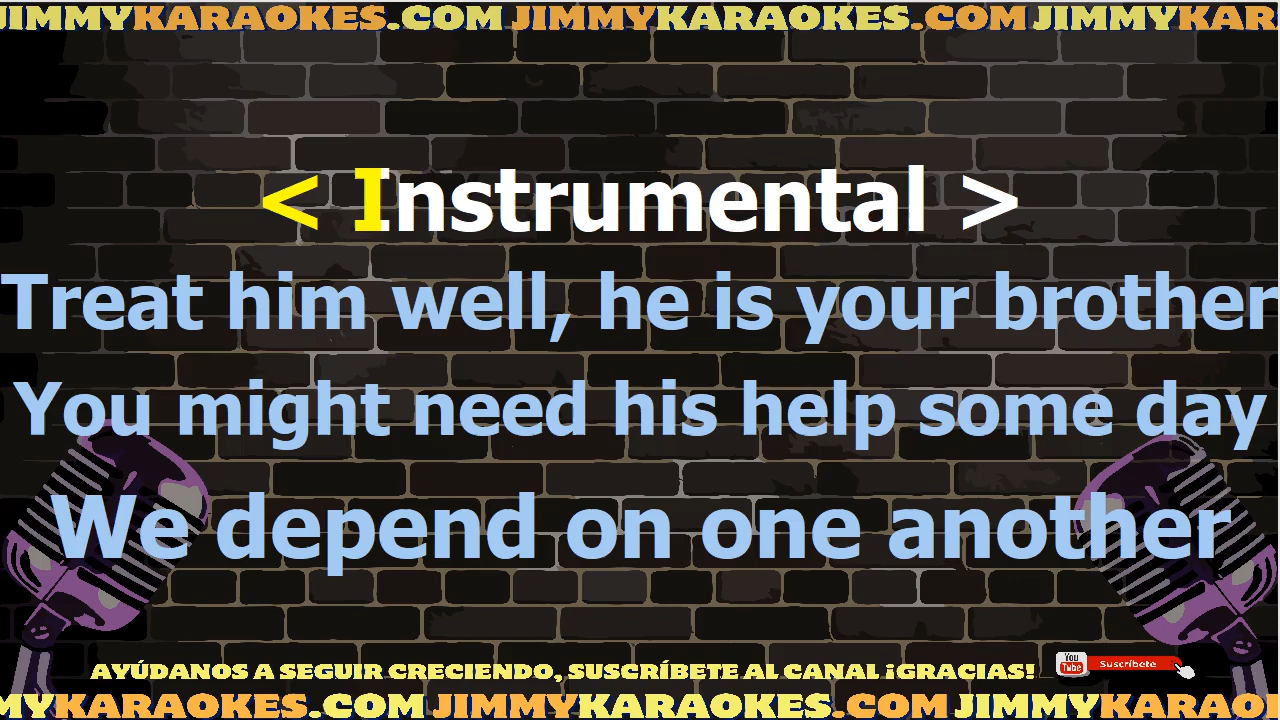 JIMMYKARAOKES.COM JIMMYKARAOKES.COM JIMMYKAR
< Instrumental >
Treat him well, he is your brother
You might need his help some day
We depend on one another
AYÚDANOS A SEGUIR CRECIENDO, SUSCRÍBETE AL CANAL ¡GRACIAS!
You Tube Suscríbete
MYKARAOKES.COM JIMMYKARAOKES.COM JIMMYKARAO